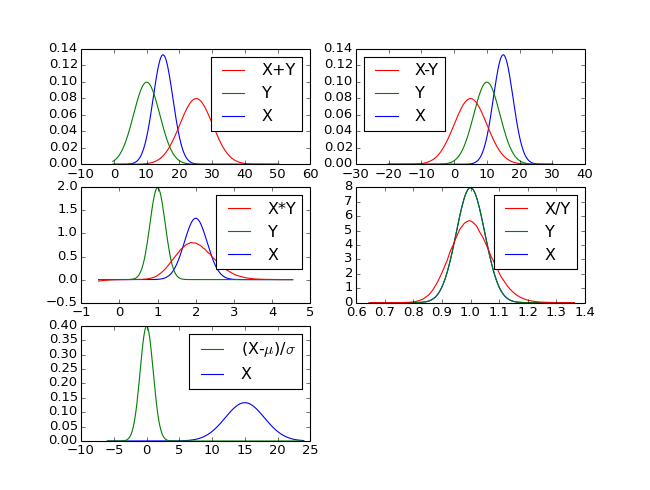 0.14
0.12
0.10
0.08
0.06
0.04
0.02
0.00
−10 0 10 20 30 40 50 60
X+Y
Y
X
0.14
0.12
0.10
0.08
0.06
0.04
0.02
0.00
−30 −20 −10 0 10 20 30 40
X-Y
Y
X
2.0
1.5
1.0
0.5
0.0
−0.5
−1 0 1 2 3 4 5
X*Y
Y
X
8
7
6
5
4
3
2
1
0
0.6 0.7 0.8 0.9 1.0 1.1 1.2 1.3 1.4
X/Y
Y
X
0.40
0.35
0.30
0.25
0.20
0.15
0.10
0.05
0.00
−10 −5 0 5 10 15 20 25
(X-μ)/σ
X